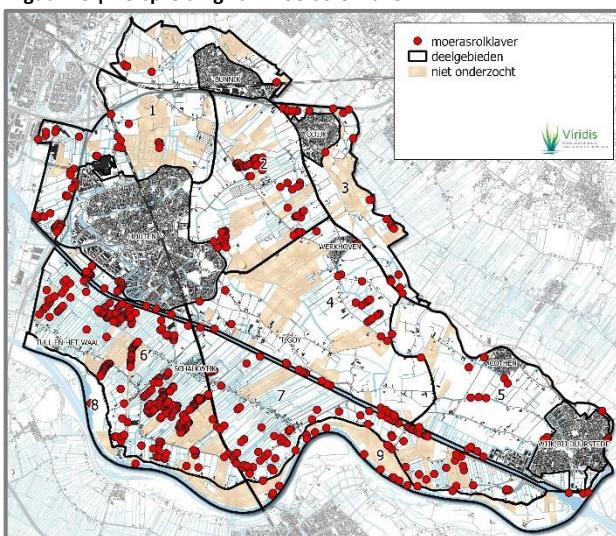 moerasrolklaver
deelgebieden
niet onderzocht
Viridis
BUNNIK
1
ODIJK
2
3
HOUTEN
WERKHOVEN
4
TULL EN HET WAAL
'T GOY
6
SCHALKWIJK
COTHEN
7
5
8
WIJK BIJ DUURSTEDE
9